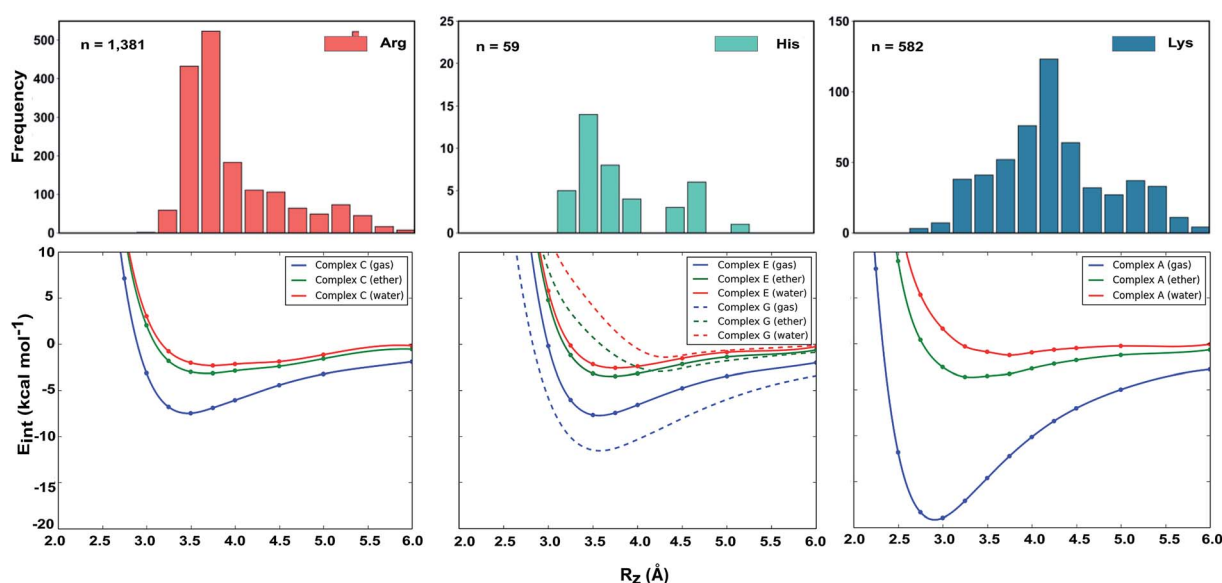 n = 1,381
Arg
n = 59
His
n = 582
Lys
Frequency
500
400
300
200
100
0
25
20
15
10
5
0
150
100
50
0
Complex C (gas)
Complex C (ether)
Complex C (water)
Complex E (gas)
Complex E (ether)
Complex E (water)
Complex G (gas)
Complex G (ether)
Complex G (water)
Complex A (gas)
Complex A (ether)
Complex A (water)
Eint (kcal mol⁻¹)
10
5
0
-5
-10
-15
-20
2.0 2.5 3.0 3.5 4.0 4.5 5.0 5.5 6.0
2.0 2.5 3.0 3.5 4.0 4.5 5.0 5.5 6.0
2.0 2.5 3.0 3.5 4.0 4.5 5.0 5.5 6.0
Rz (Å)